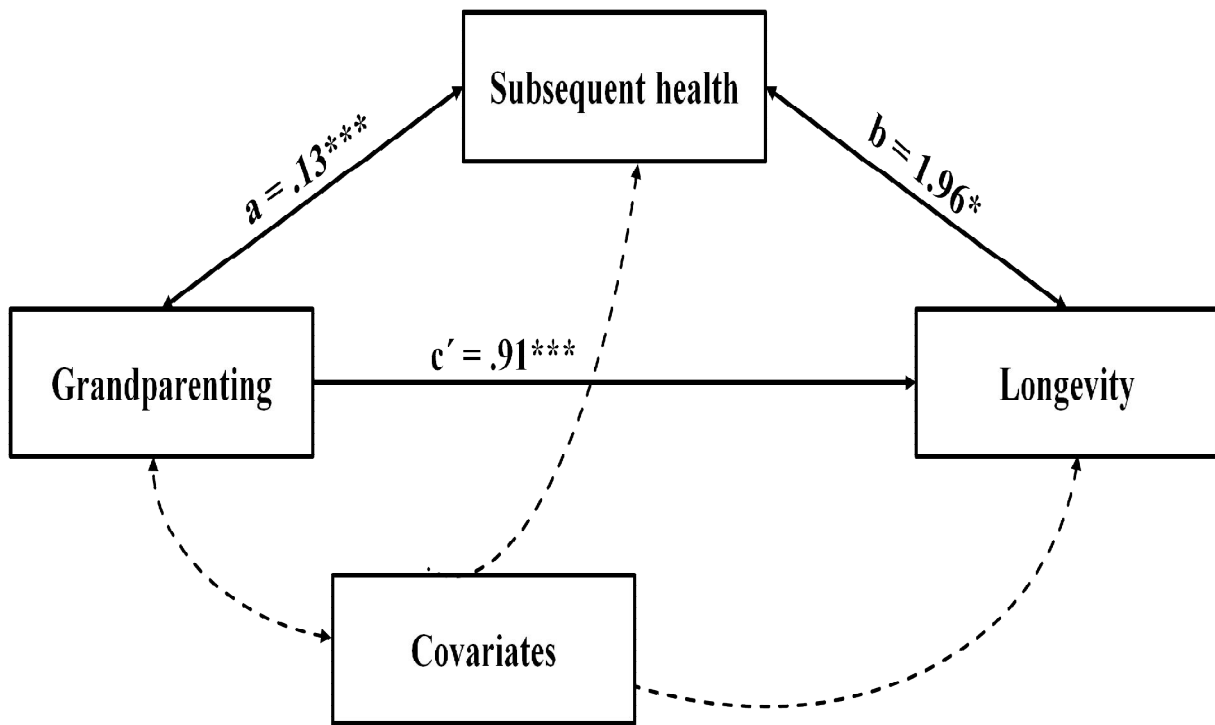 Subsequent health
a = .13***
b = 1.96*
c´ = .91***
Grandparenting
Longevity
Covariates